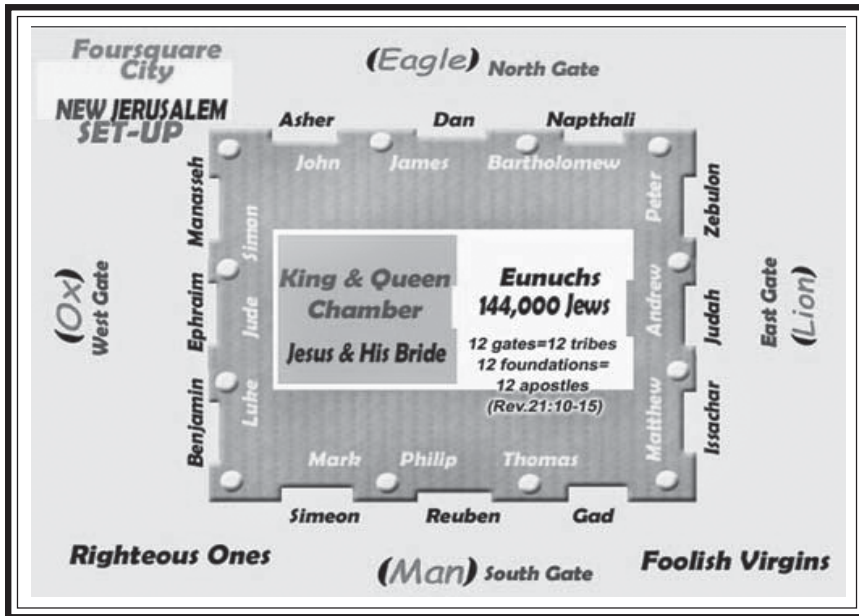 Foursquare
City
NEW JERUSALEM
SET-UP
(Eagle) North Gate
Asher Dan Napthali
John James Bartholomew
Manasseh
Ephraim
Benjamin
Simon
Jude
Luke
(Ox)
West Gate
King & Queen
Chamber
Jesus & His Bride
Eunuchs
144,000 Jews
12 gates=12 tribes
12 foundations=
12 apostles
(Rev.21:10-15)
Peter
Andrew
Matthew
Zebulon
Judah
Issachar
East Gate
(Lion)
Mark Philip Thomas
Simeon Reuben Gad
Righteous Ones
(Man) South Gate
Foolish Virgins